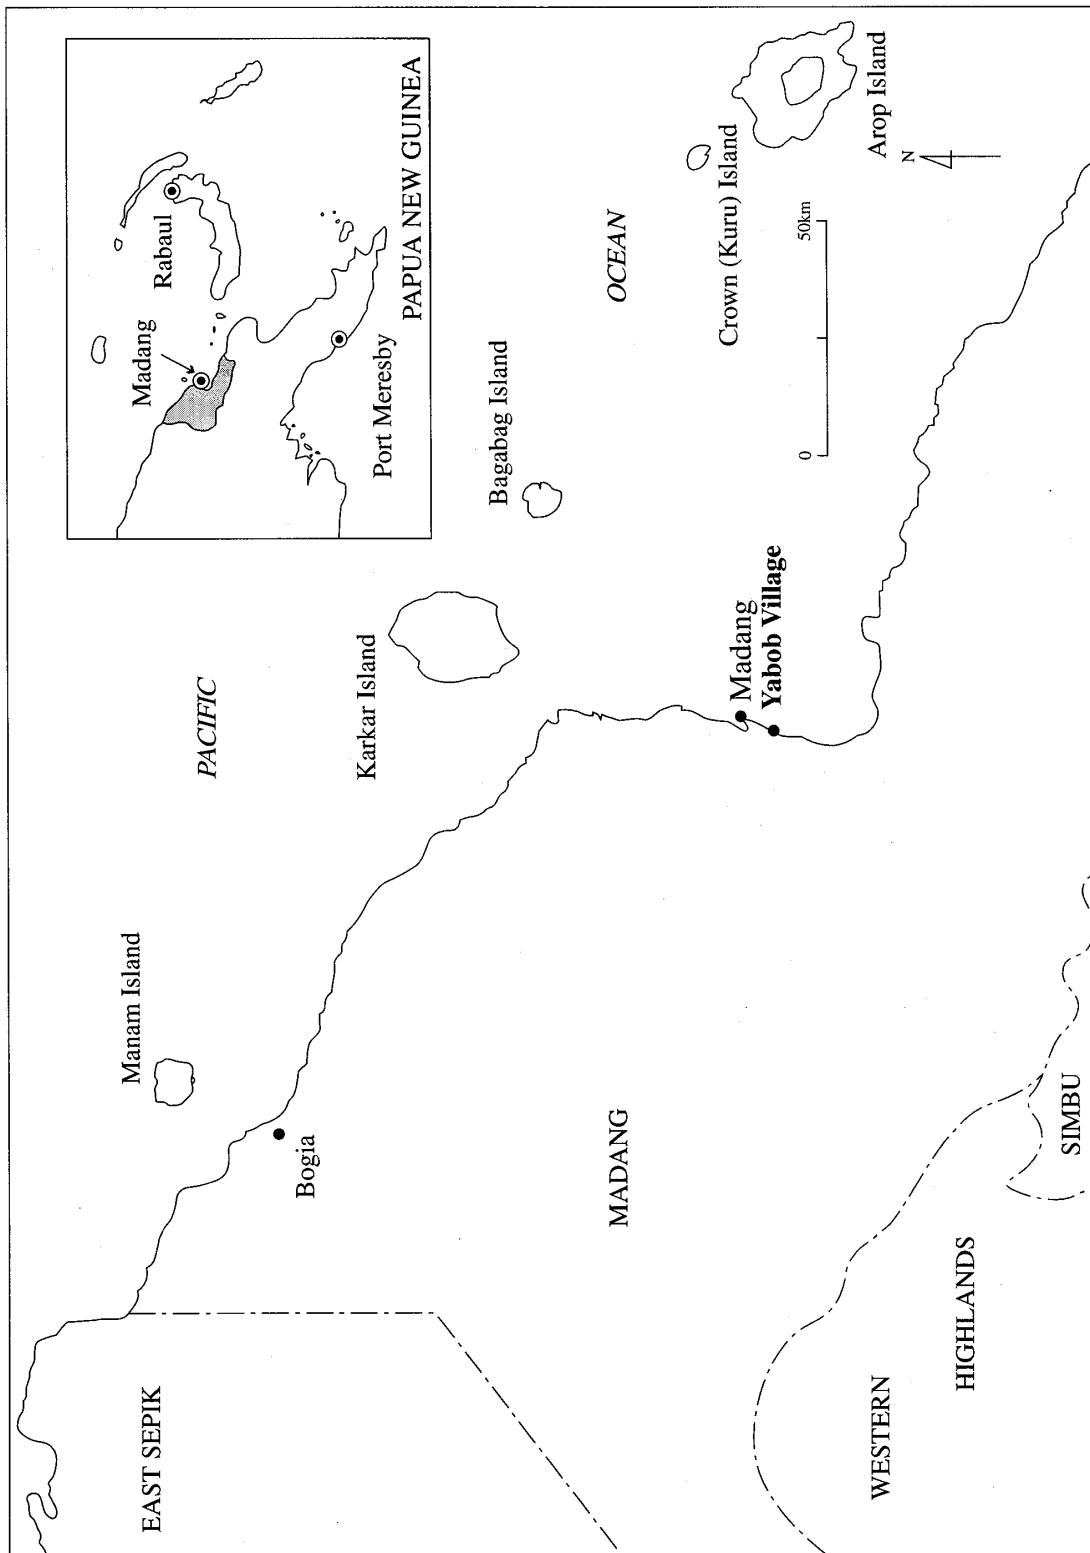 Rabaul
Madang
Port Meresby
PAPUA NEW GUINEA
Manam Island
PACIFIC
Karkar Island
Bogia
EAST SEPIK
Bagabag Island
OCEAN
MADANG
Madang
Yabob Village
Crown (Kuru) Island
Arop Island
0
50km
N
WESTERN
HIGHLANDS
SIMBU